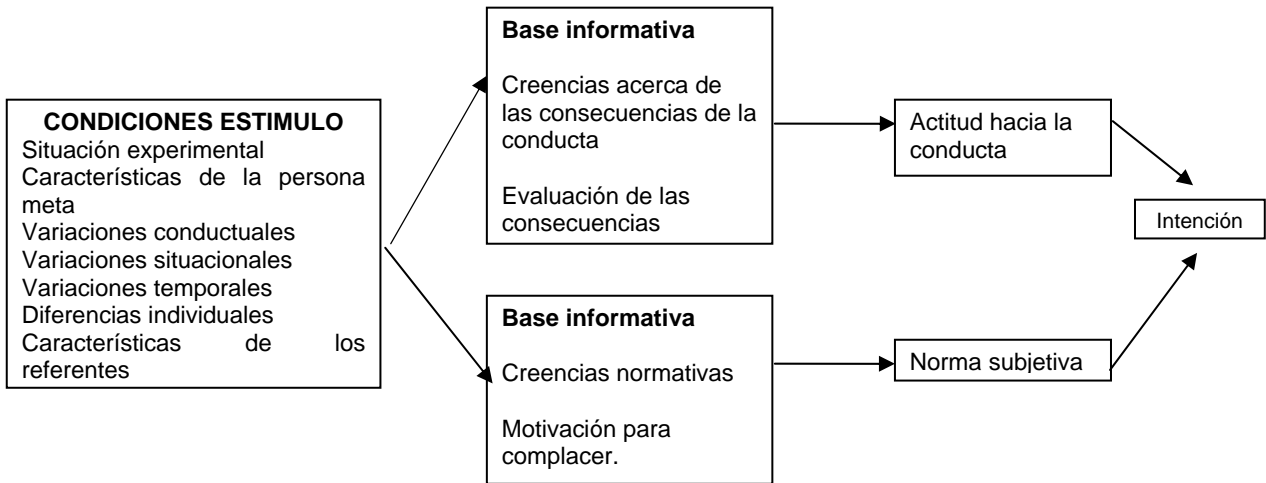 CONDICIONES ESTIMULO
Situación experimental
Características de la persona
meta
Variaciones conductuales
Variaciones situacionales
Variaciones temporales
Diferencias individuales
Características de los
referentes
Base informativa
Creencias acerca de
las consecuencias de la
conducta
Evaluación de las
consecuencias
Actitud hacia la
conducta
Base informativa
Creencias normativas
Motivación para
complacer.
Norma subjetiva
Intención